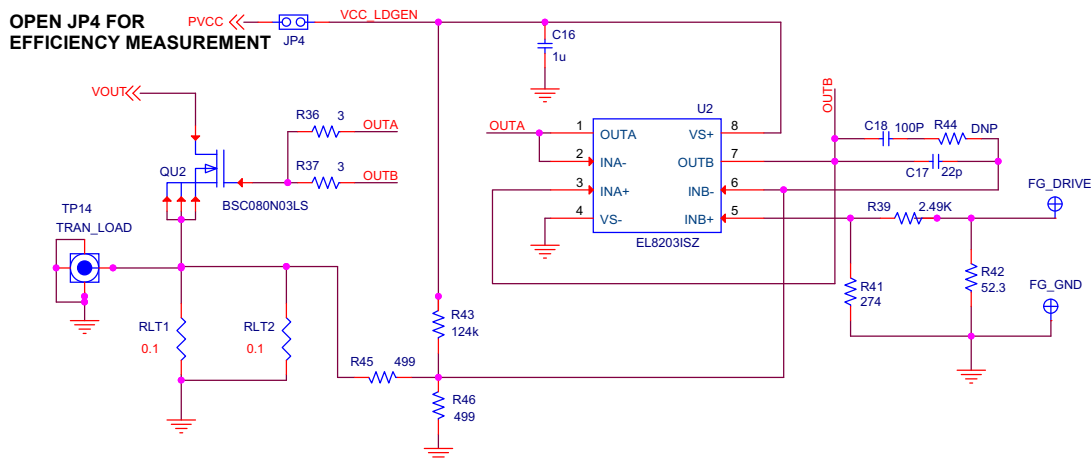 OPEN JP4 FOR
EFFICIENCY MEASUREMENT
PVCC
JP4
VCC_LDGEN
C16
1u
VOUT
R36 3
OUTA
R37 3
OUTB
QU2
BSC080N03LS
TP14
TRAN_LOAD
RLT1
0.1
RLT2
0.1
R45 499
R43
124k
R46
499
U2
OUTA
1 OUTA
2 INA-
3 INA+
4 VS-
VS+ 8
OUTB 7
INB- 6
INB+ 5
EL8203ISZ
OUTB
C18 100P
R44
DNP
C17 22p
R39 2.49K
R41
274
R42
52.3
FG_DRIVE
FG_GND